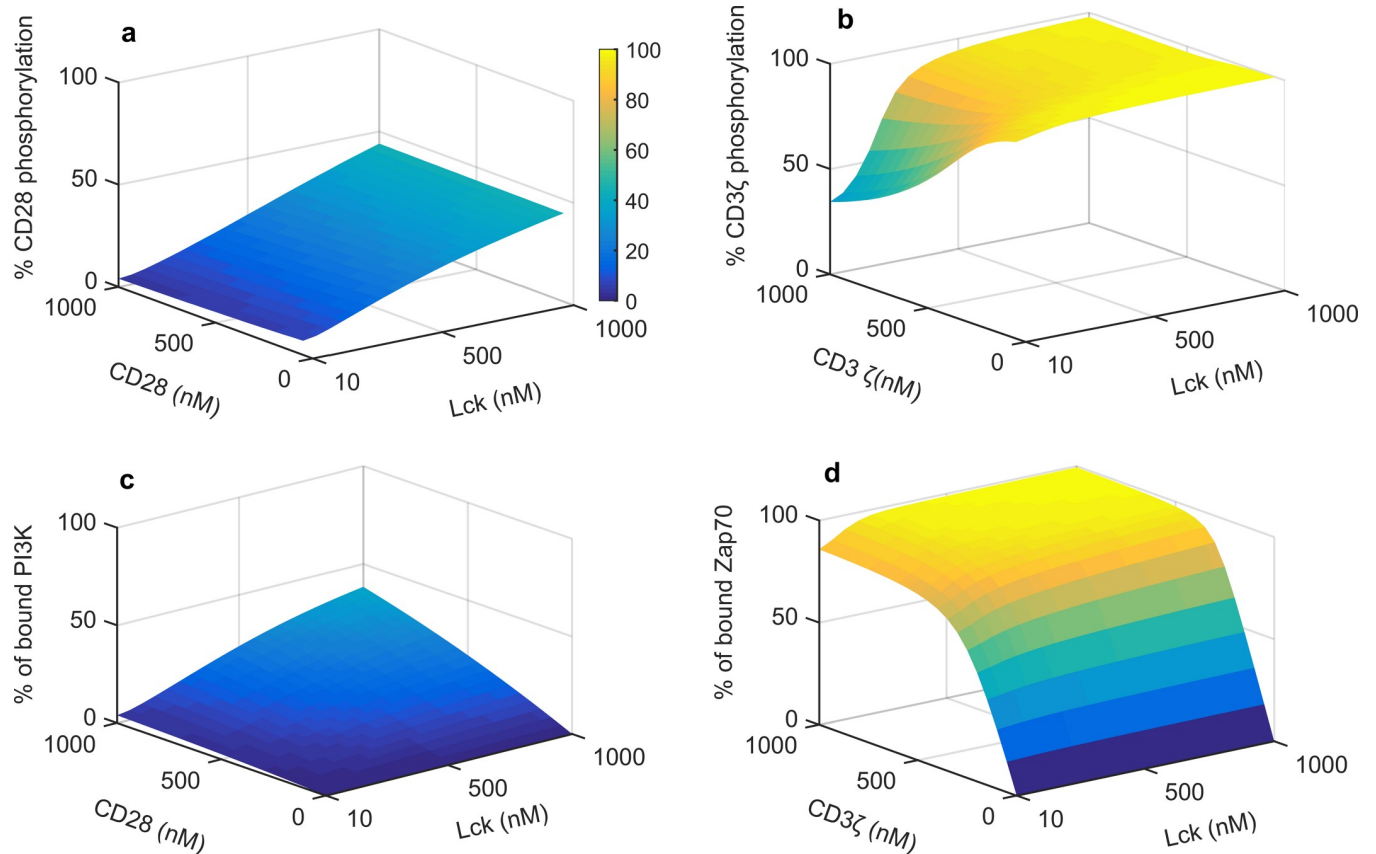 a
% CD28 phosphorylation
100
50
0
1000
500
0
CD28 (nM)
10
500
1000
Lck (nM)
100
80
60
40
20
0
b
% CD3ζ phosphorylation
100
50
0
1000
500
0
CD3 ζ(nM)
10
500
1000
Lck (nM)
c
% of bound PI3K
100
50
0
1000
500
0
CD28 (nM)
10
500
1000
Lck (nM)
d
% of bound Zap70
100
50
0
1000
500
0
CD3ζ (nM)
10
500
1000
Lck (nM)